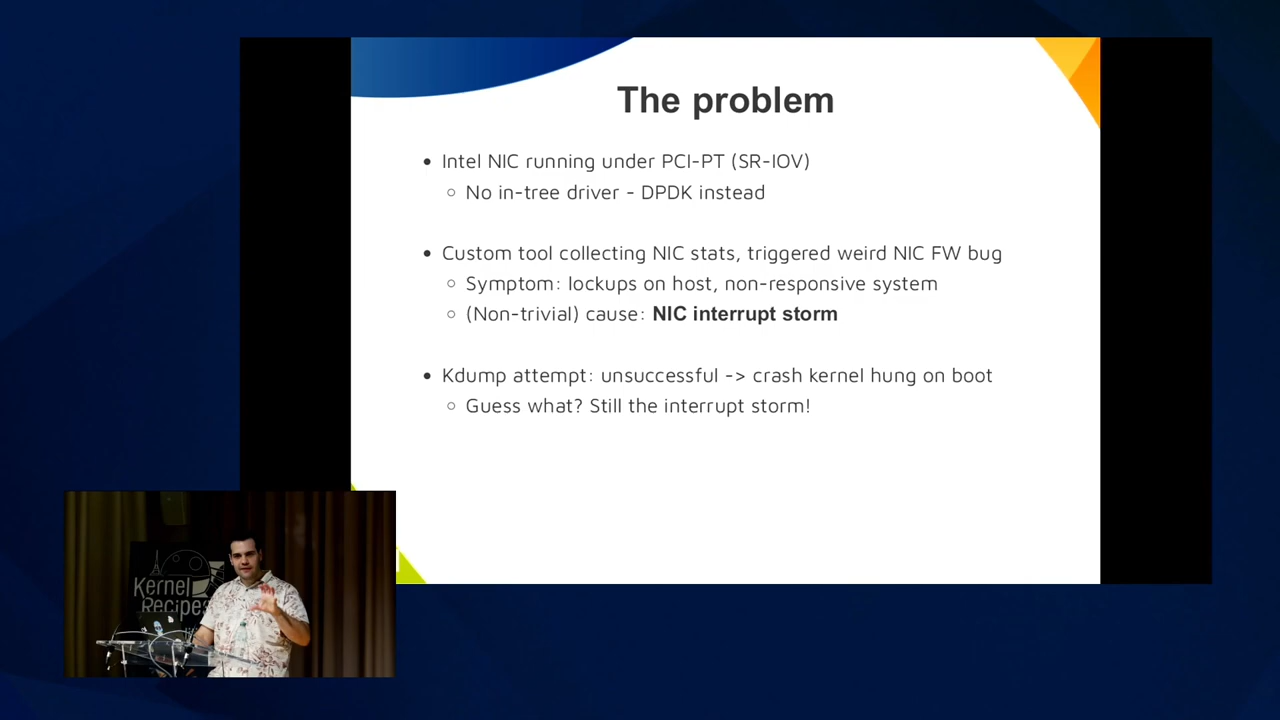 The problem
• Intel NIC running under PCI-PT (SR-IOV)
○ No in-tree driver - DPDK instead
• Custom tool collecting NIC stats, triggered weird NIC FW bug
○ Symptom: lockups on host, non-responsive system
○ (Non-trivial) cause: NIC interrupt storm
• Kdump attempt: unsuccessful -> crash kernel hung on boot
○ Guess what? Still the interrupt storm!
Kernel
Recipes